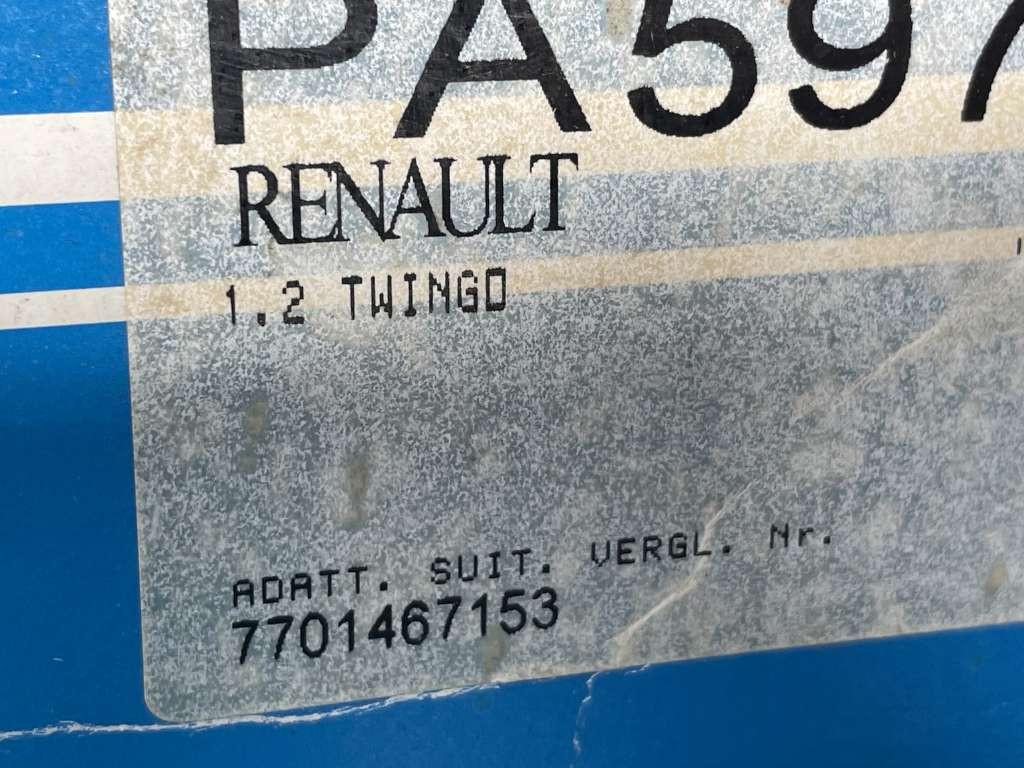 PA597
RENAULT
1.2 TWINGO
ADATT. SUIT. VERGL. Nr.
7701467153